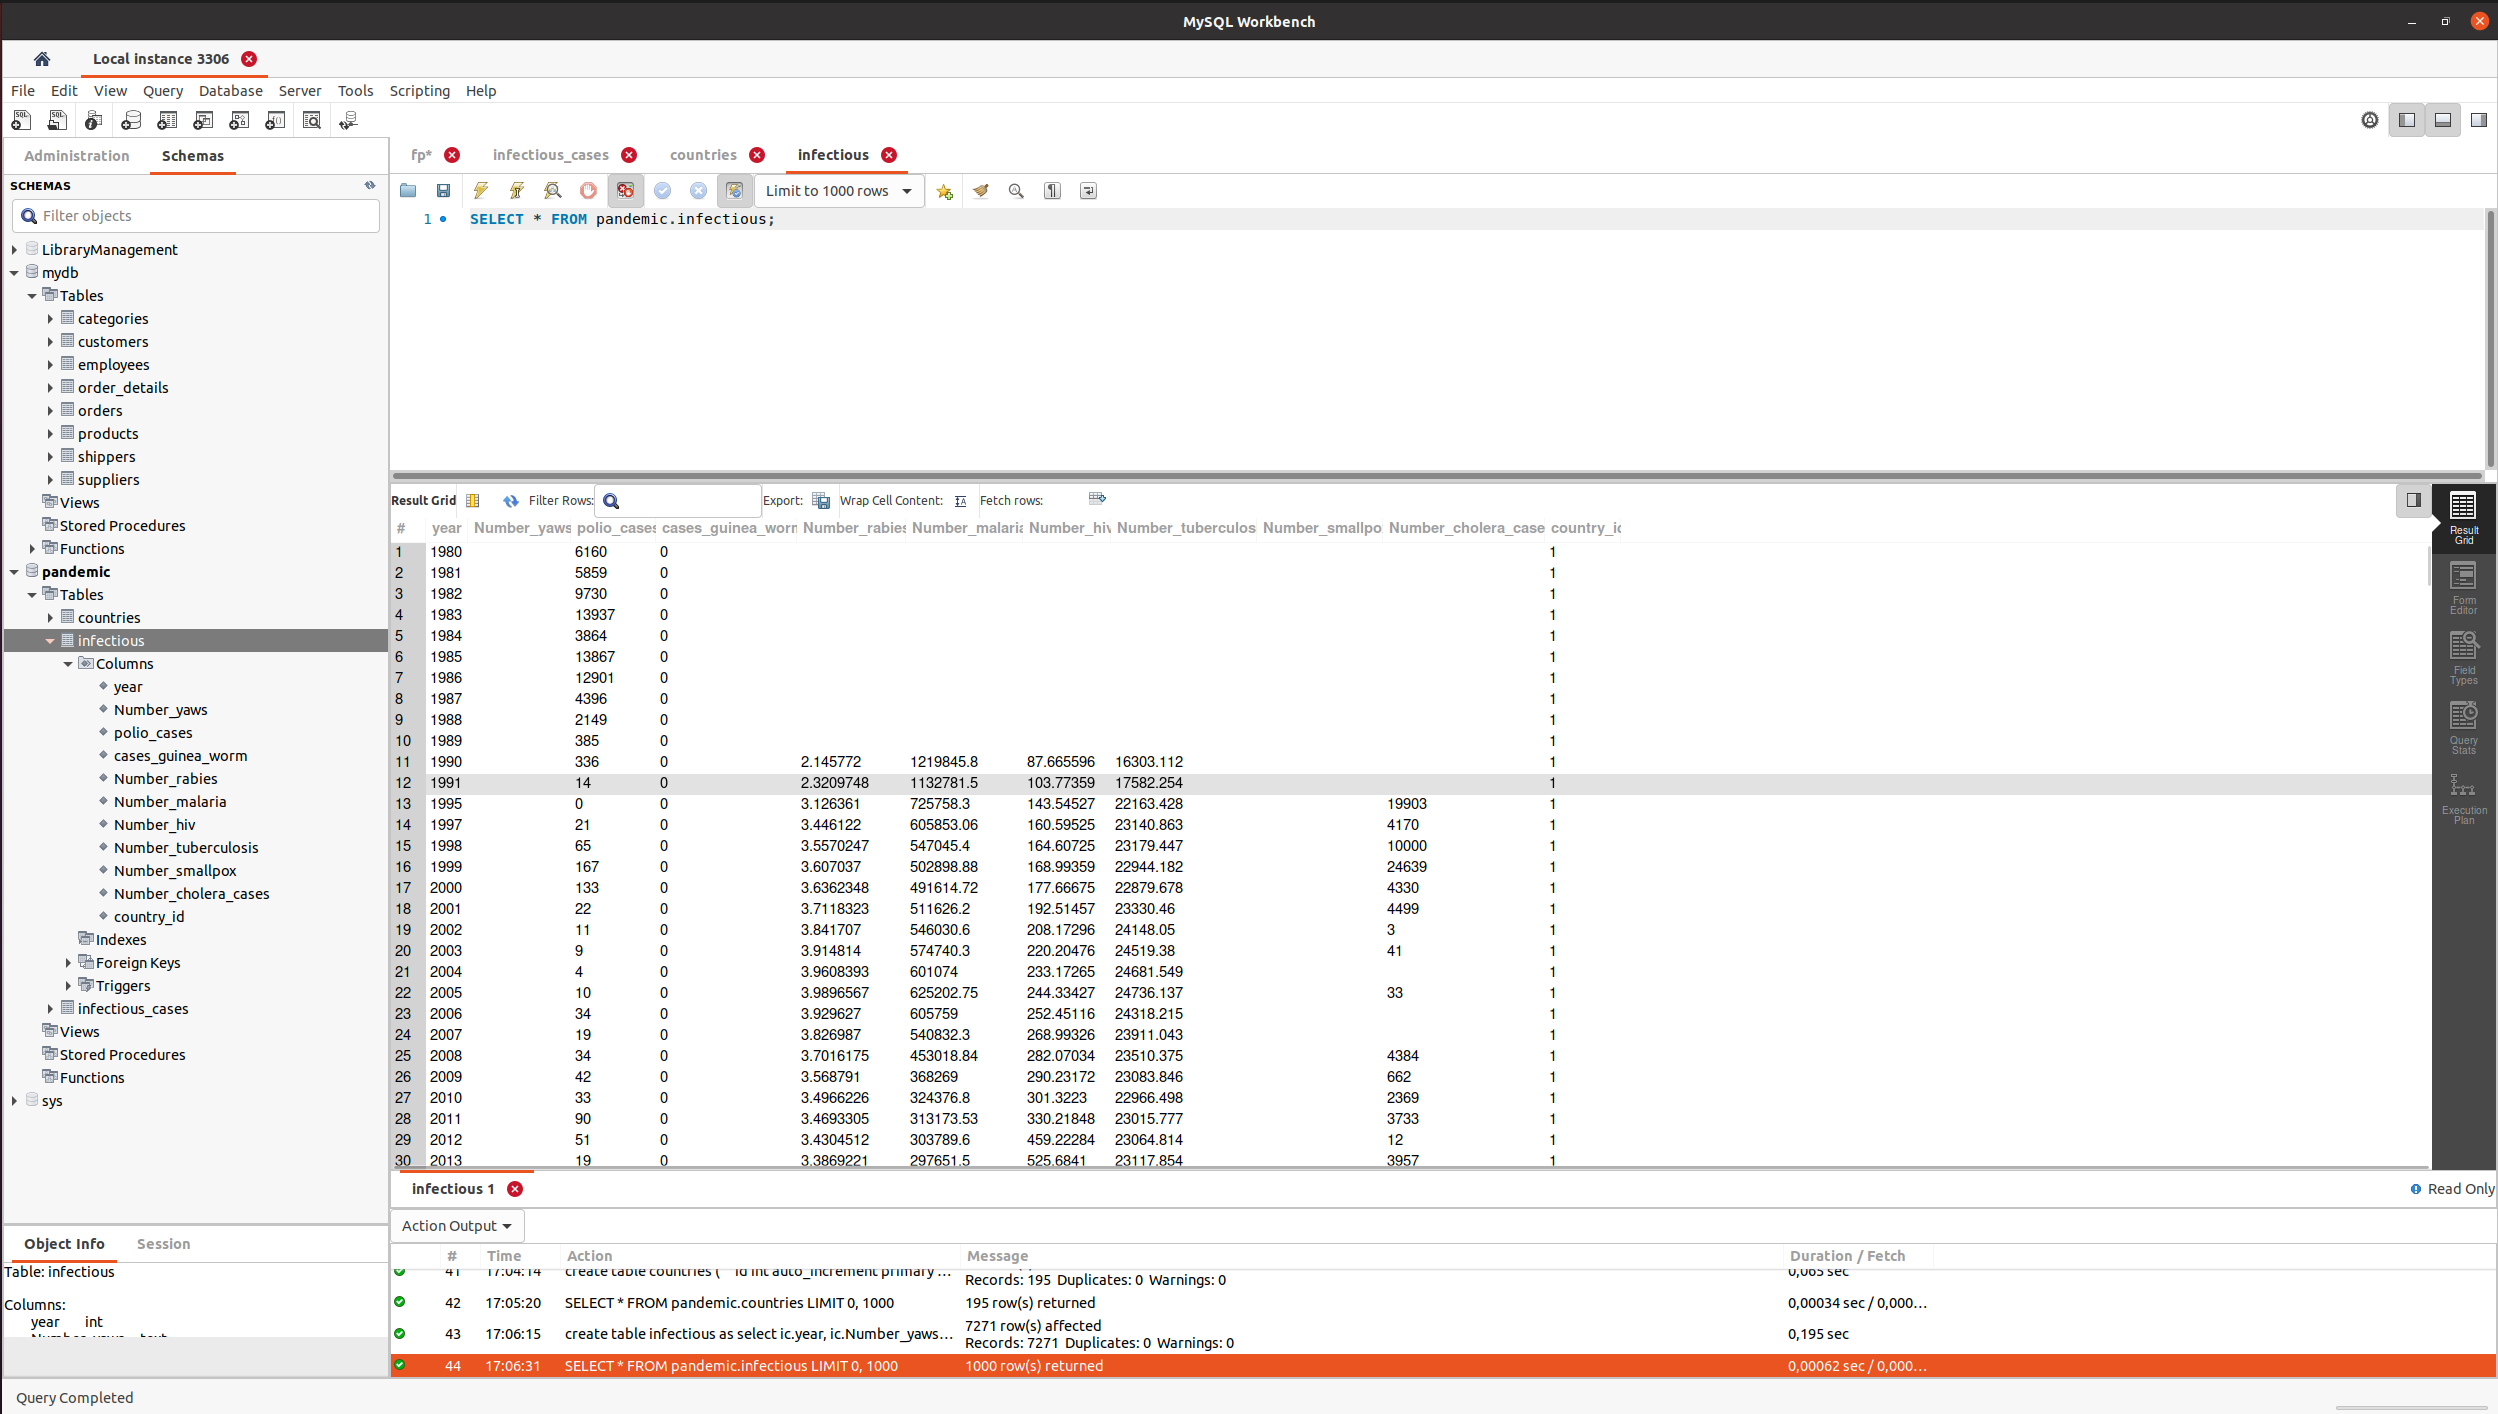 MySQL Workbench
Local instance 3306
File Edit View Query Database Server Tools Scripting Help
Administration Schemas
SCHEMAS
Filter objects
LibraryManagement
mydb
Tables
categories
customers
employees
order_details
orders
products
shippers
suppliers
Views
Stored Procedures
Functions
pandemic
Tables
countries
infectious
Columns
year
Number_yaws
polio_cases
cases_guinea_worm
Number_rabies
Number_malaria
Number_hiv
Number_tuberculosis
Number_smallpox
Number_cholera_cases
country_id
Indexes
Foreign Keys
Triggers
infectious_cases
Views
Stored Procedures
Functions
sys
Object Info Session
Table: infectious
Columns:
year int
fp* infectious_cases countries infectious
Limit to 1000 rows
1 SELECT * FROM pandemic.infectious;
Result Grid Filter Rows: Export: Wrap Cell Content: Fetch rows:
# year Number_yaws polio_cases cases_guinea_worm Number_rabies Number_malaria Number_hiv Number_tuberculos Number_smallpo Number_cholera_case country_id
1 1980 6160 0 1
2 1981 5859 0 1
3 1982 9730 0 1
4 1983 13937 0 1
5 1984 3864 0 1
6 1985 13867 0 1
7 1986 12901 0 1
8 1987 4396 0 1
9 1988 2149 0 1
10 1989 385 0 1
11 1990 336 0 2.145772 1219845.8 87.665596 16303.112 1
12 1991 14 0 2.3209748 1132781.5 103.77359 17582.254 1
13 1995 0 0 3.126361 725758.3 143.54527 22163.428 19903 1
14 1997 21 0 3.446122 605853.06 160.59525 23140.863 4170 1
15 1998 65 0 3.5570247 547045.4 164.60725 23179.447 10000 1
16 1999 167 0 3.607037 502898.88 168.99359 22944.182 24639 1
17 2000 133 0 3.6362348 491614.72 177.66675 22879.678 4330 1
18 2001 22 0 3.7118323 511626.2 192.51457 23330.46 4499 1
19 2002 11 0 3.841707 546030.6 208.17296 24148.05 3 1
20 2003 9 0 3.914814 574740.3 220.20476 24519.38 41 1
21 2004 4 0 3.9608393 601074 233.17265 24681.549 1
22 2005 10 0 3.9896567 625202.75 244.33427 24736.137 33 1
23 2006 34 0 3.929627 605759 252.45116 24318.215 1
24 2007 19 0 3.826987 540832.3 268.99326 23911.043 1
25 2008 34 0 3.7016175 453018.84 282.07034 23510.375 4384 1
26 2009 42 0 3.568791 368269 290.23172 23083.846 662 1
27 2010 33 0 3.4966226 324376.8 301.3223 22966.498 2369 1
28 2011 90 0 3.4693305 313173.53 330.21848 23015.777 3733 1
29 2012 51 0 3.4304512 303789.6 459.22284 23064.814 12 1
30 2013 19 0 3.3869221 297651.5 525.6841 23117.854 3957 1
Result
Grid
Form
Editor
Field
Types
Query
Stats
Execution
Plan
infectious 1
Read Only
Action Output
# Time Action Message Duration / Fetch
41 17:04:14 create table countries ( id int auto_increment primary ... Records: 195 Duplicates: 0 Warnings: 0 0,065 sec
42 17:05:20 SELECT * FROM pandemic.countries LIMIT 0, 1000 195 row(s) returned 0,00034 sec / 0,000...
43 17:06:15 create table infectious as select ic.year, ic.Number_yaws... 7271 row(s) affected
Records: 7271 Duplicates: 0 Warnings: 0 0,195 sec
44 17:06:31 SELECT * FROM pandemic.infectious LIMIT 0, 1000 1000 row(s) returned 0,00062 sec / 0,000...
Query Completed